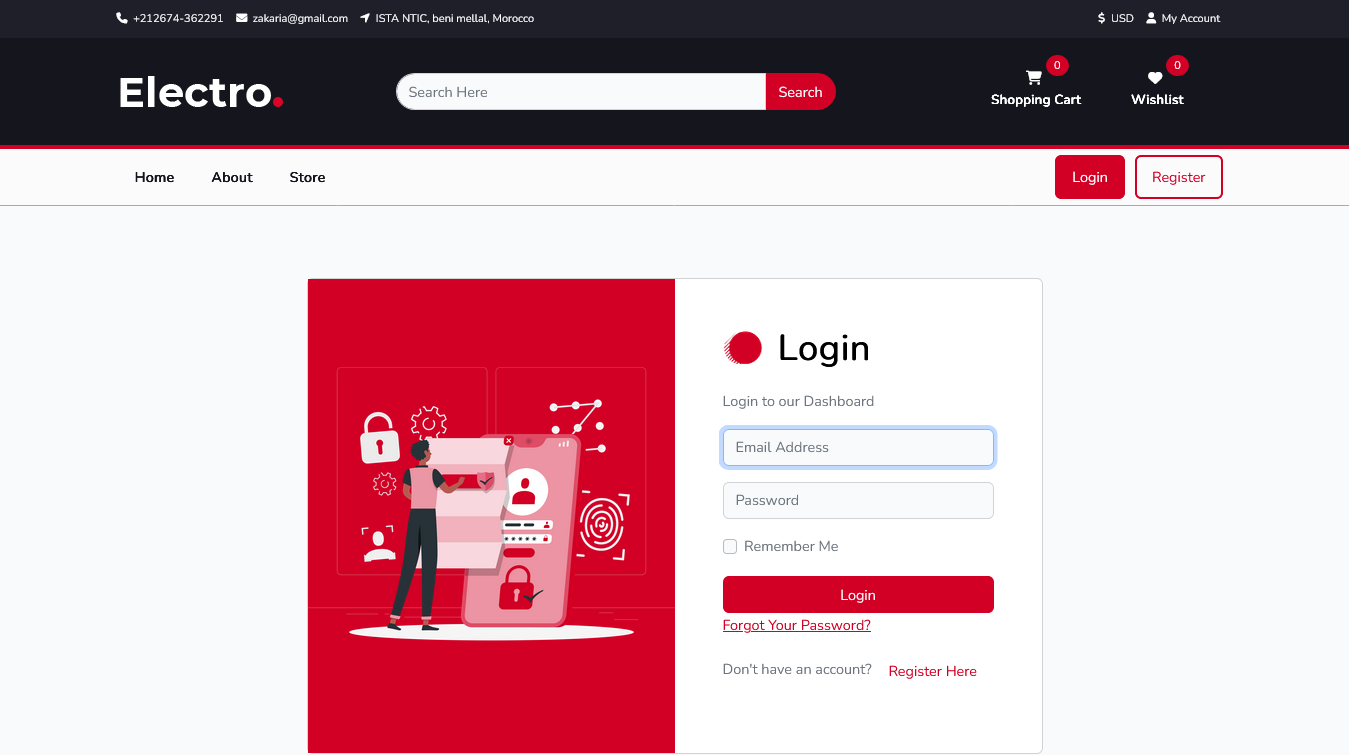 +212674-362291 zakaria@gmail.com ISTA NTIC, beni mellal, Morocco $ USD My Account
Electro.
Search Here Search
0 0
Shopping Cart Wishlist
Home About Store Login Register
Login
Login to our Dashboard
Email Address
Password
Remember Me
Login
Forgot Your Password?
Don't have an account? Register Here